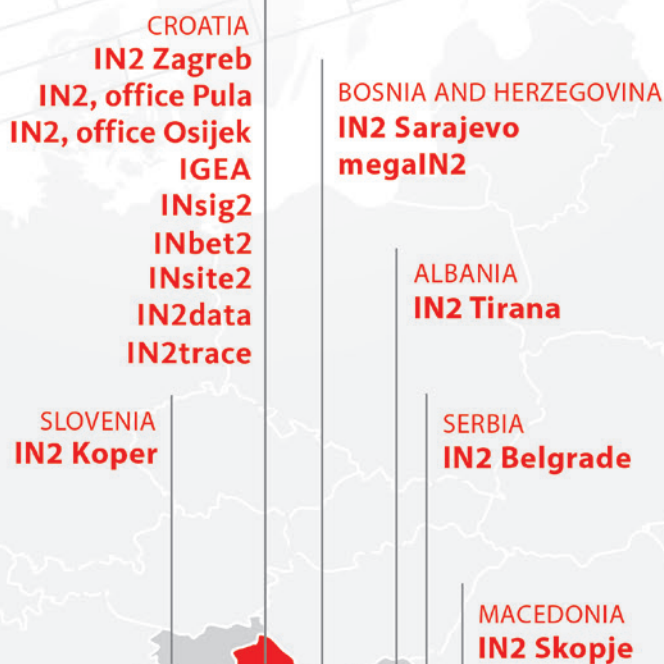 CROATIA
IN2 Zagreb
IN2, office Pula
IN2, office Osijek
IGEA
INsig2
INbet2
INsite2
IN2data
IN2trace
BOSNIA AND HERZEGOVINA
IN2 Sarajevo
megaIN2
ALBANIA
IN2 Tirana
SLOVENIA
IN2 Koper
SERBIA
IN2 Belgrade
MACEDONIA
IN2 Skopje